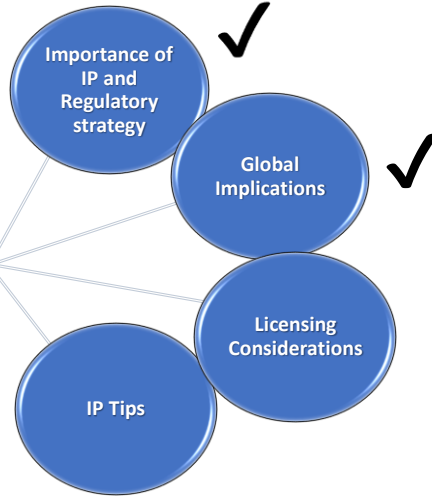 Importance of
IP and
Regulatory
strategy
Global
Implications
Licensing
Considerations
IP Tips